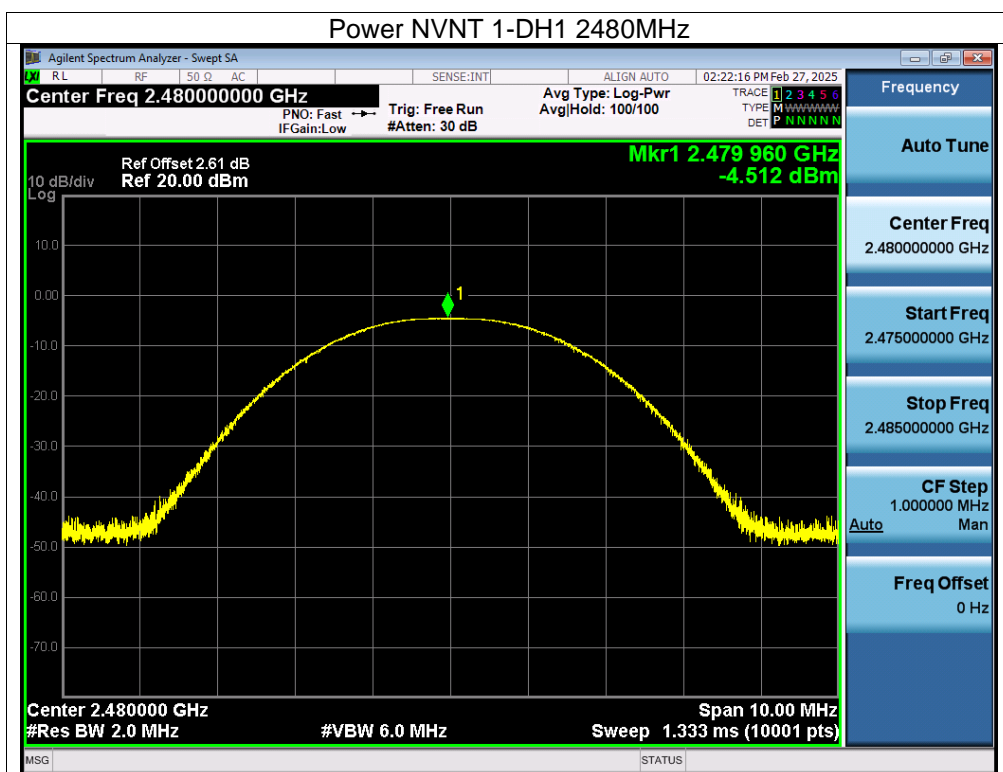 Power NVNT 1-DH1 2480MHz
Agilent Spectrum Analyzer - Swept SA
LXI RL RF 50 Ω AC SENSE:INT ALIGN AUTO 02:22:16 PM Feb 27, 2025
Center Freq 2.480000000 GHz
PNO: Fast
IFGain:Low
Trig: Free Run
#Atten: 30 dB
Avg Type: Log-Pwr
Avg|Hold: 100/100
TRACE 1 2 3 4 5 6
TYPE M WWWWW
DET P N N N N N
Ref Offset 2.61 dB
10 dB/div Ref 20.00 dBm
Log
Mkr1 2.479 960 GHz
-4.512 dBm
10.0
0.00
-10.0
-20.0
-30.0
-40.0
-50.0
-60.0
-70.0
1
Center 2.480000 GHz Span 10.00 MHz
#Res BW 2.0 MHz #VBW 6.0 MHz Sweep 1.333 ms (10001 pts)
MSG STATUS
Frequency
Auto Tune
Center Freq
2.480000000 GHz
Start Freq
2.475000000 GHz
Stop Freq
2.485000000 GHz
CF Step
1.000000 MHz
Auto Man
Freq Offset
0 Hz